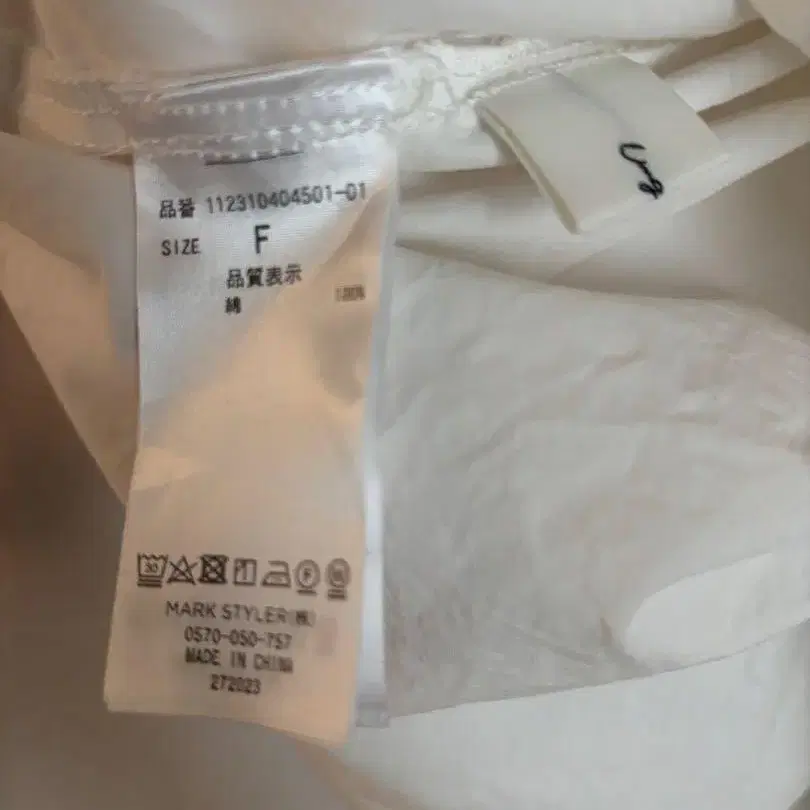 品番 112310404501-01
SIZE F
品質表示
綿 100%
30
F
MARK STYLER(株)
0570-050-757
MADE IN CHINA
272023